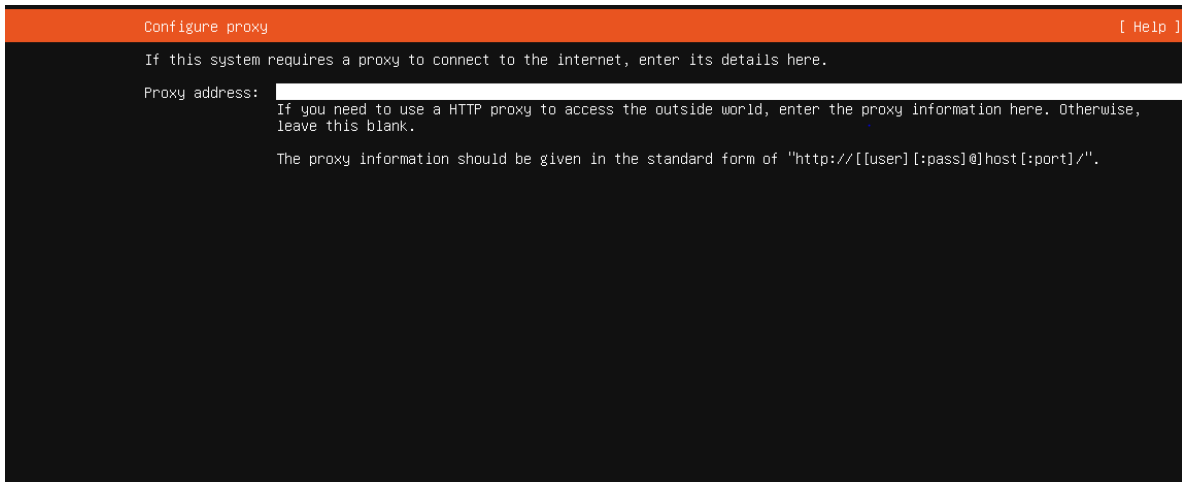 Configure proxy [ Help ]
If this system requires a proxy to connect to the internet, enter its details here.
Proxy address:
If you need to use a HTTP proxy to access the outside world, enter the proxy information here. Otherwise,
leave this blank.
The proxy information should be given in the standard form of "http://[[user][:pass]@]host[:port]/".